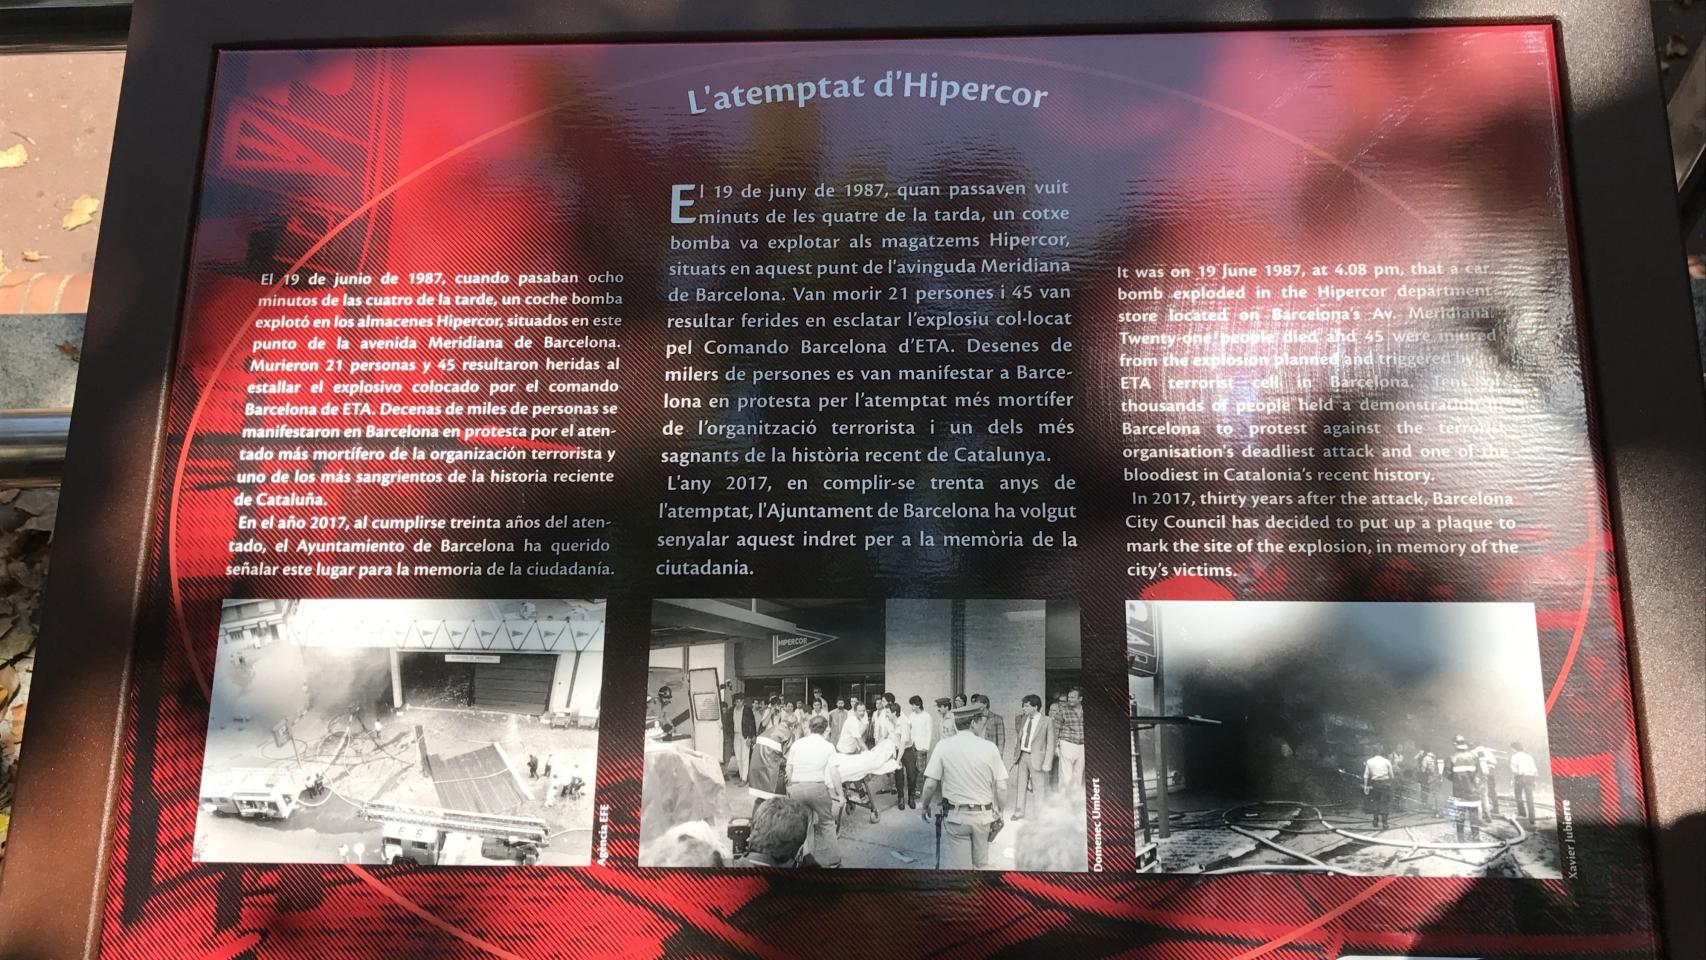 L'atemptat d'Hipercor
El 19 de junio de 1987, cuando pasaban ocho
minutos de las cuatro de la tarde, un coche bomba
explotó en los almacenes Hipercor, situados en este
punto de la avenida Meridiana de Barcelona.
Murieron 21 personas y 45 resultaron heridas al
estallar el explosivo colocado por el comando
Barcelona de ETA. Decenas de miles de personas se
manifestaron en Barcelona en protesta por el aten-
tado más mortífero de la organización terrorista y
uno de los más sangrientos de la historia reciente
de Cataluña.
En el año 2017, al cumplirse treinta años del aten-
tado, el Ayuntamiento de Barcelona ha querido
señalar este lugar para la memoria de la ciudadanía.
El 19 de juny de 1987, quan passaven vuit
minuts de les quatre de la tarda, un cotxe
bomba va explotar als magatzems Hipercor,
situats en aquest punt de l'avinguda Meridiana
de Barcelona. Van morir 21 persones i 45 van
resultar ferides en esclatar l'explosiu col·locat
pel Comando Barcelona d'ETA. Desenes de
milers de persones es van manifestar a Barce-
lona en protesta per l'atemptat més mortífer
de l'organització terrorista i un dels més
sagnants de la història recent de Catalunya.
L'any 2017, en complir-se trenta anys de
l'atemptat, l'Ajuntament de Barcelona ha volgut
senyalar aquest indret per a la memòria de la
ciutadania.
It was on 19 June 1987, at 4.08 pm, that a car
bomb exploded in the Hipercor department
store located on Barcelona's Av. Meridiana.
Twenty-one people died and 45 were injured
from the explosion planned and triggered by
ETA terrorist cell in Barcelona. Tens of
thousands of people held a demonstration
Barcelona to protest against the terrorist
organisation's deadliest attack and one of the
bloodiest in Catalonia's recent history.
In 2017, thirty years after the attack, Barcelona
City Council has decided to put up a plaque to
mark the site of the explosion, in memory of the
city's victims.
Agència EFE
HIPERCOR
Domènec Umbert
Xavier Jubierre